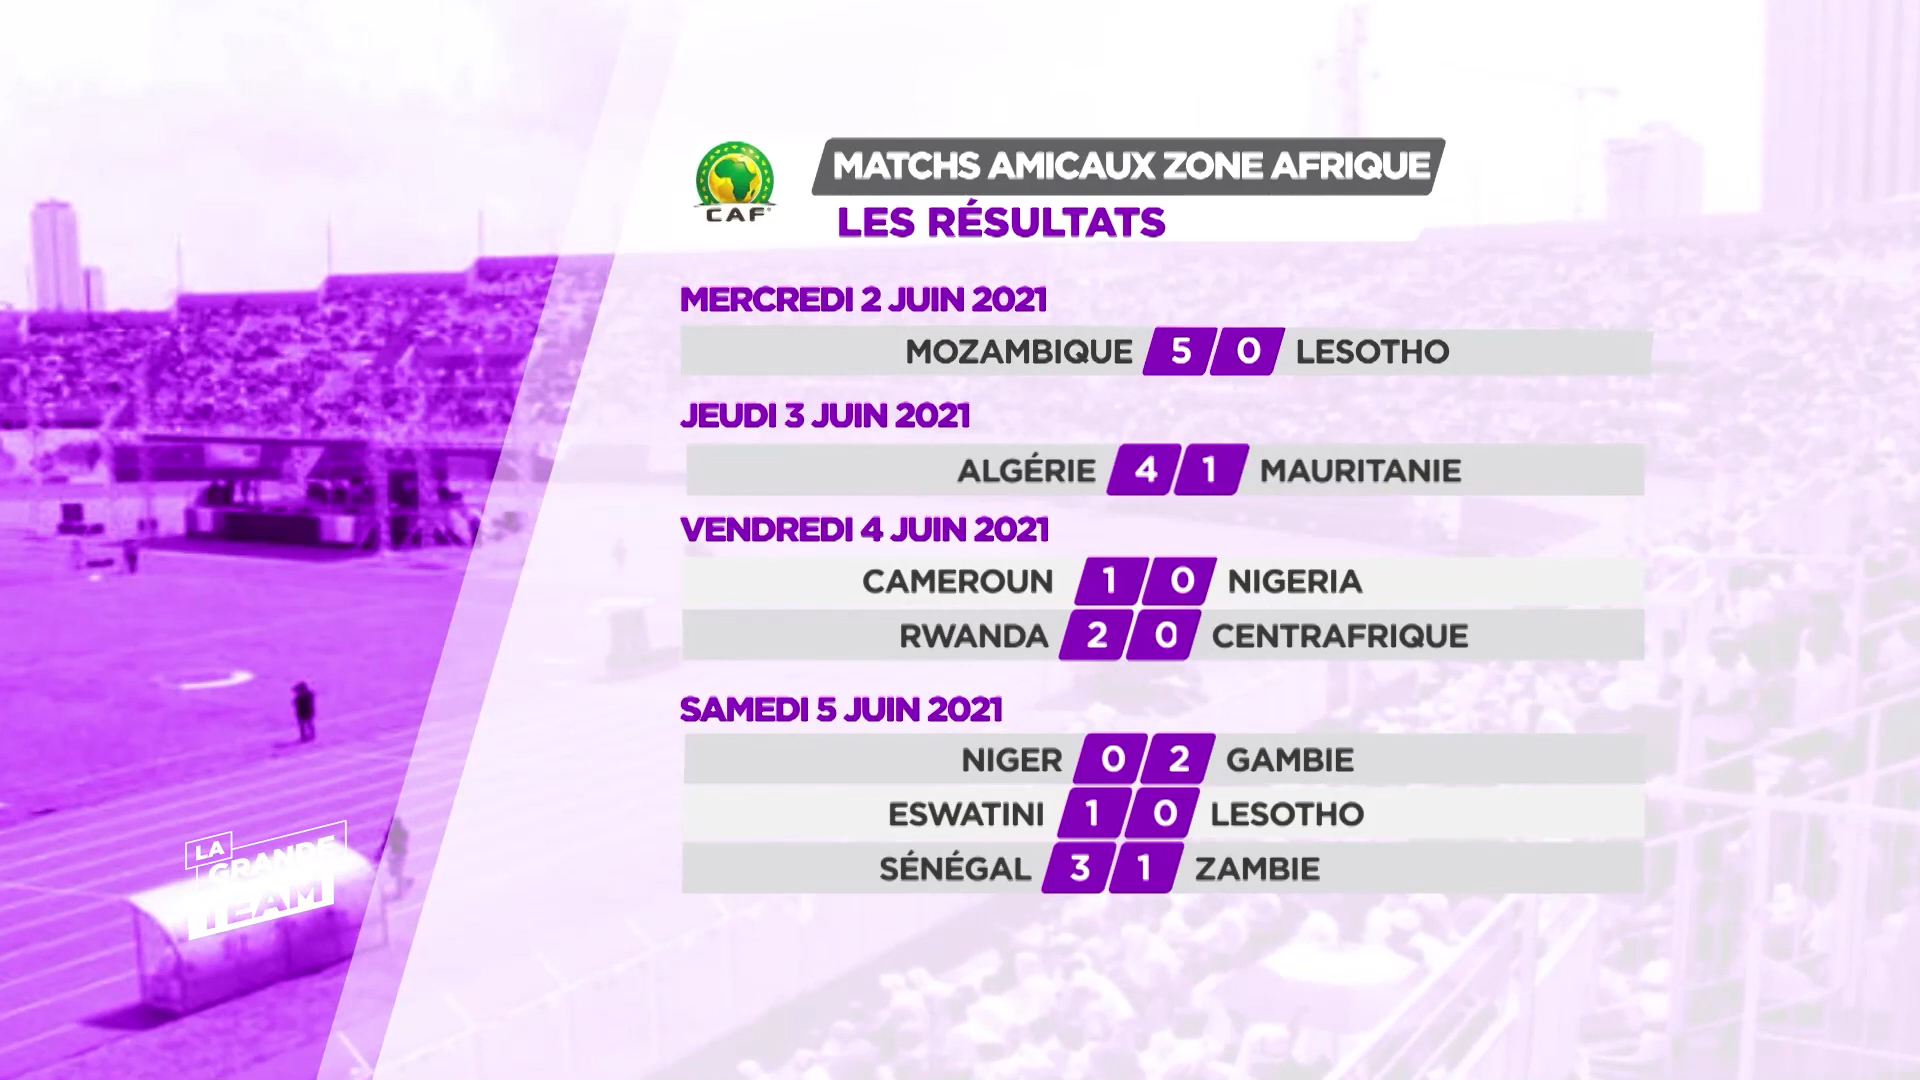 CAF
MATCHS AMICAUX ZONE AFRIQUE
LES RÉSULTATS
MERCREDI 2 JUIN 2021
MOZAMBIQUE 5 0 LESOTHO
JEUDI 3 JUIN 2021
ALGÉRIE 4 1 MAURITANIE
VENDREDI 4 JUIN 2021
CAMEROUN 1 0 NIGERIA
RWANDA 2 0 CENTRAFRIQUE
SAMEDI 5 JUIN 2021
NIGER 0 2 GAMBIE
ESWATINI 1 0 LESOTHO
SÉNÉGAL 3 1 ZAMBIE
LA
GRANDE
TEAM